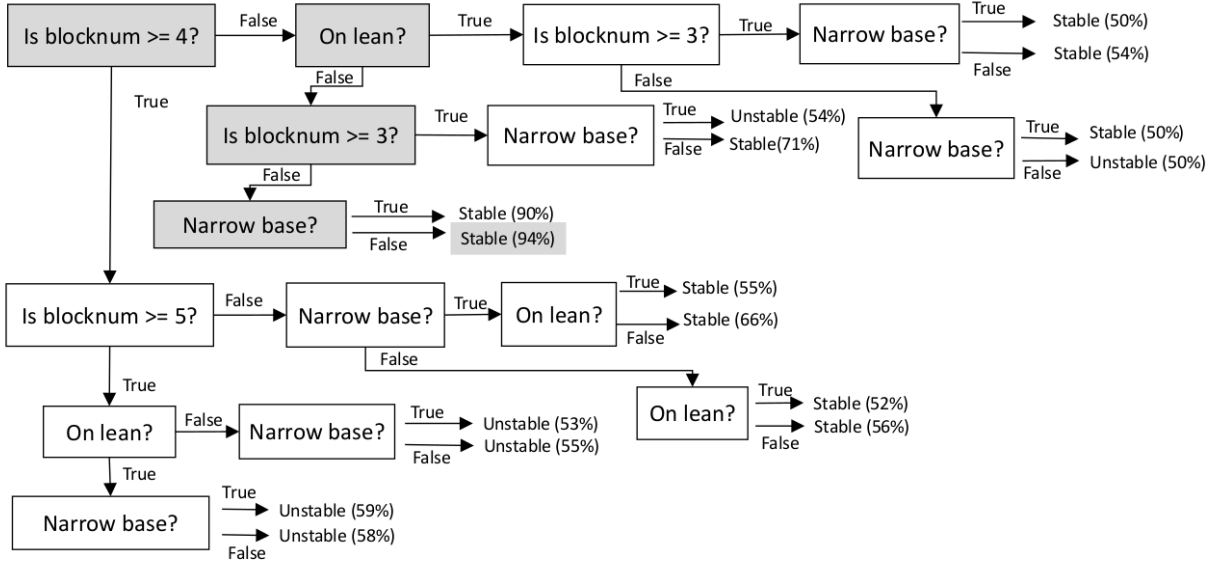 Is blocknum >= 4?
False
On lean?
True
Is blocknum >= 3?
True
Narrow base?
True
Stable (50%)
False
Stable (54%)
True
False
Is blocknum >= 3?
True
Narrow base?
True
Unstable (54%)
False
Stable(71%)
False
Narrow base?
True
Stable (50%)
False
Unstable (50%)
False
Narrow base?
True
Stable (90%)
False
Stable (94%)
Is blocknum >= 5?
False
Narrow base?
True
On lean?
True
Stable (55%)
False
Stable (66%)
False
On lean?
True
Stable (52%)
False
Stable (56%)
True
On lean?
False
Narrow base?
True
Unstable (53%)
False
Unstable (55%)
True
Narrow base?
True
Unstable (59%)
False
Unstable (58%)